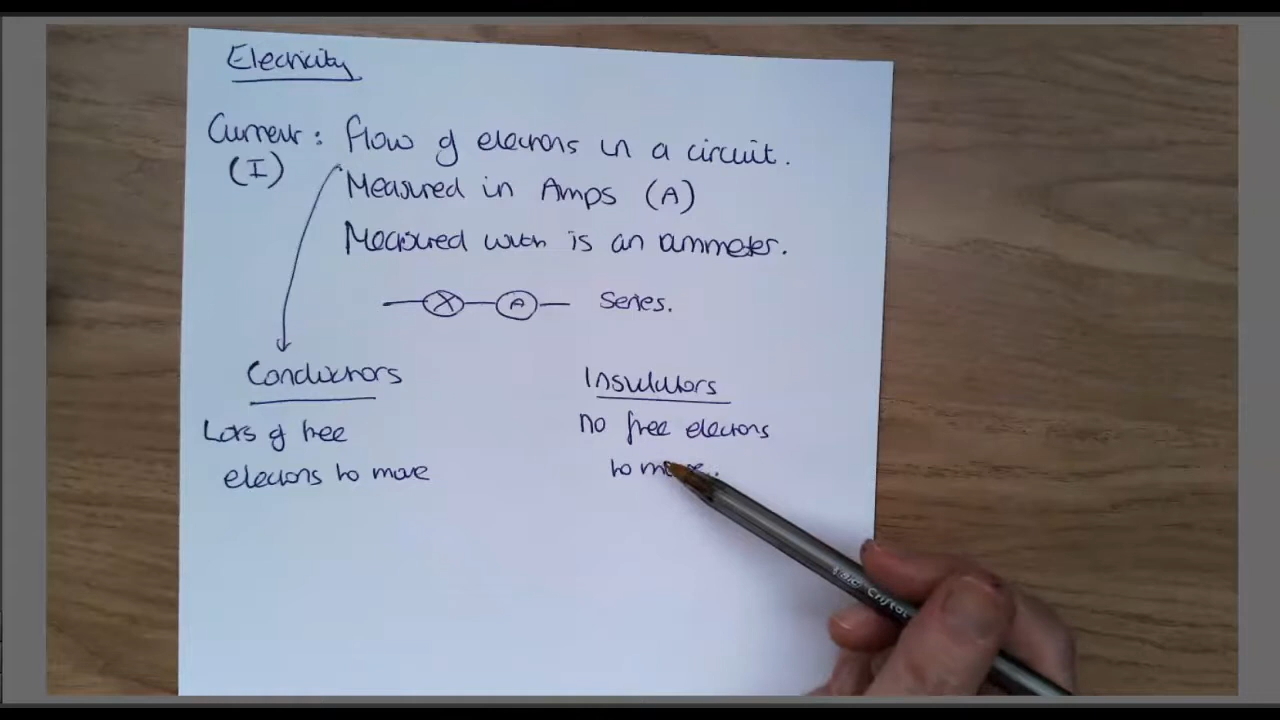 Electricity
Current: flow of electrons in a circuit.
(I)
Measured in Amps (A)
Measured with is an ammeter.
X A Series.
Conductors
Lots of free
electrons to move
Insulators
no free electrons
to
Cristal